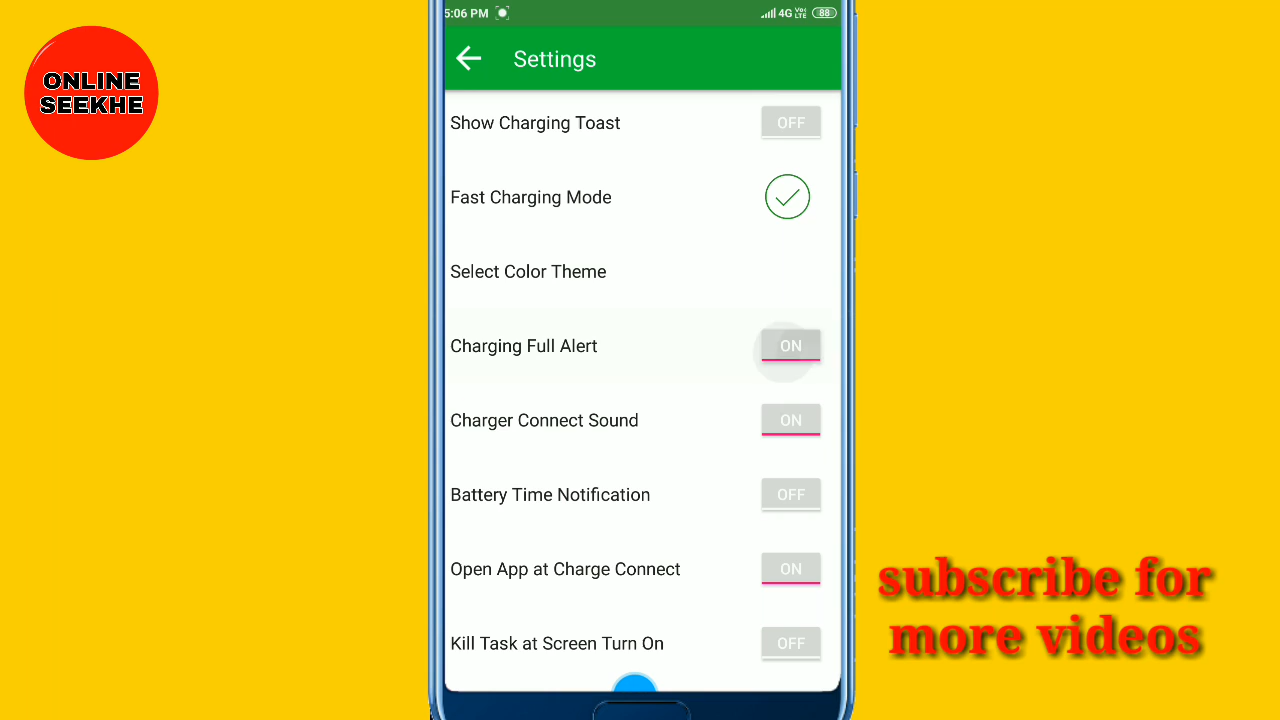 ONLINE
SEEKHE
5:06 PM 4G Vo LTE 88
Settings
Show Charging Toast OFF
Fast Charging Mode
Select Color Theme
Charging Full Alert ON
Charger Connect Sound ON
Battery Time Notification OFF
Open App at Charge Connect ON
Kill Task at Screen Turn On OFF
subscribe for
more videos